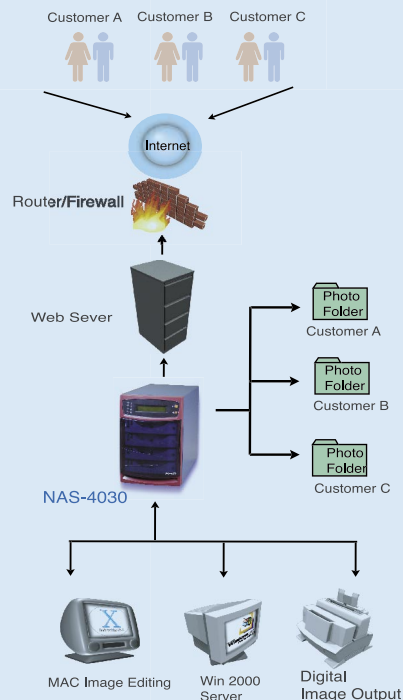 Customer A
Customer B
Customer C
Internet
Router/Firewall
Web Sever
Photo
Folder
Customer A
Photo
Folder
Customer B
Photo
Folder
Customer C
NAS-4030
X
MAC Image Editing
Win 2000
Server
Digital
Image Output